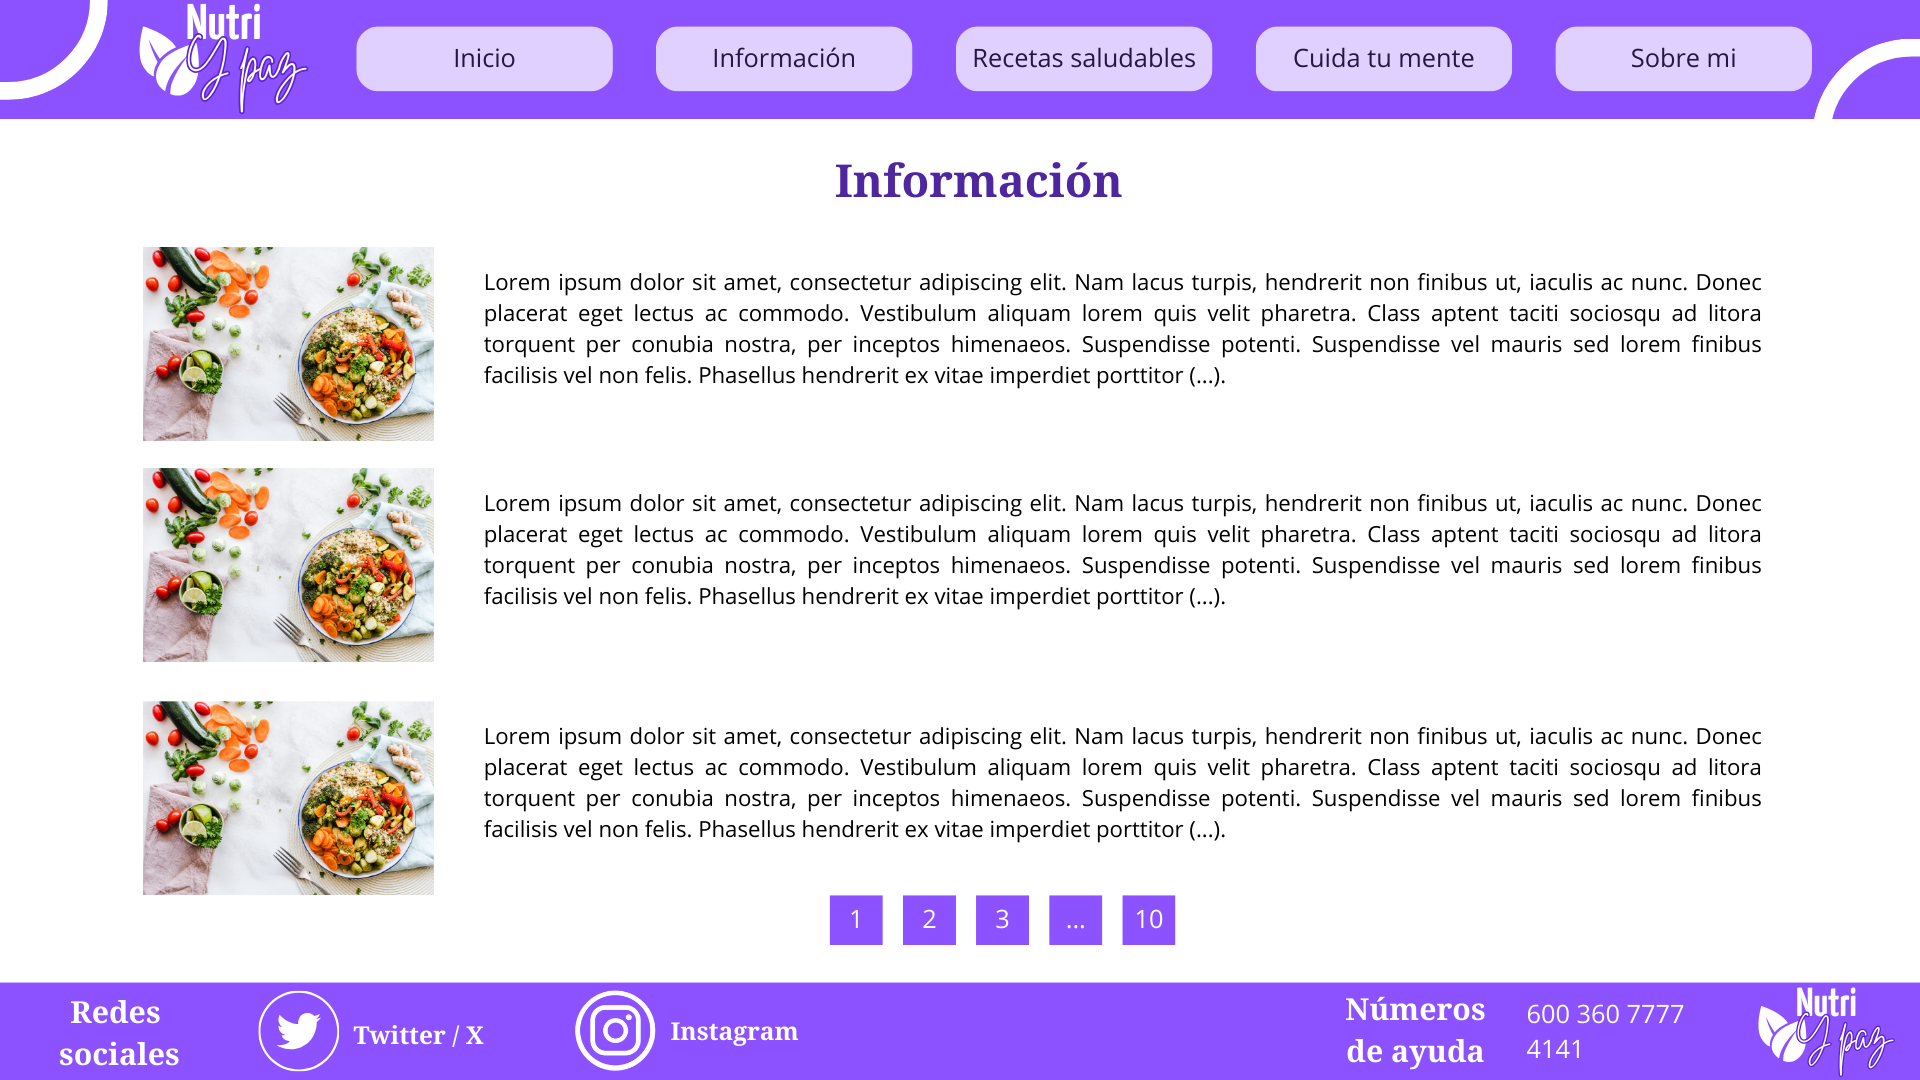 Nutri
Y paz
Inicio
Información
Recetas saludables
Cuida tu mente
Sobre mi
Información
Lorem ipsum dolor sit amet, consectetur adipiscing elit. Nam lacus turpis, hendrerit non finibus ut, iaculis ac nunc. Donec
placerat eget lectus ac commodo. Vestibulum aliquam lorem quis velit pharetra. Class aptent taciti sociosqu ad litora
torquent per conubia nostra, per inceptos himenaeos. Suspendisse potenti. Suspendisse vel mauris sed lorem finibus
facilisis vel non felis. Phasellus hendrerit ex vitae imperdiet porttitor (...).
Lorem ipsum dolor sit amet, consectetur adipiscing elit. Nam lacus turpis, hendrerit non finibus ut, iaculis ac nunc. Donec
placerat eget lectus ac commodo. Vestibulum aliquam lorem quis velit pharetra. Class aptent taciti sociosqu ad litora
torquent per conubia nostra, per inceptos himenaeos. Suspendisse potenti. Suspendisse vel mauris sed lorem finibus
facilisis vel non felis. Phasellus hendrerit ex vitae imperdiet porttitor (...).
Lorem ipsum dolor sit amet, consectetur adipiscing elit. Nam lacus turpis, hendrerit non finibus ut, iaculis ac nunc. Donec
placerat eget lectus ac commodo. Vestibulum aliquam lorem quis velit pharetra. Class aptent taciti sociosqu ad litora
torquent per conubia nostra, per inceptos himenaeos. Suspendisse potenti. Suspendisse vel mauris sed lorem finibus
facilisis vel non felis. Phasellus hendrerit ex vitae imperdiet porttitor (...).
1 2 3 ... 10
Redes
sociales
Twitter / X
Instagram
Números
de ayuda
600 360 7777
4141
Nutri
Y paz